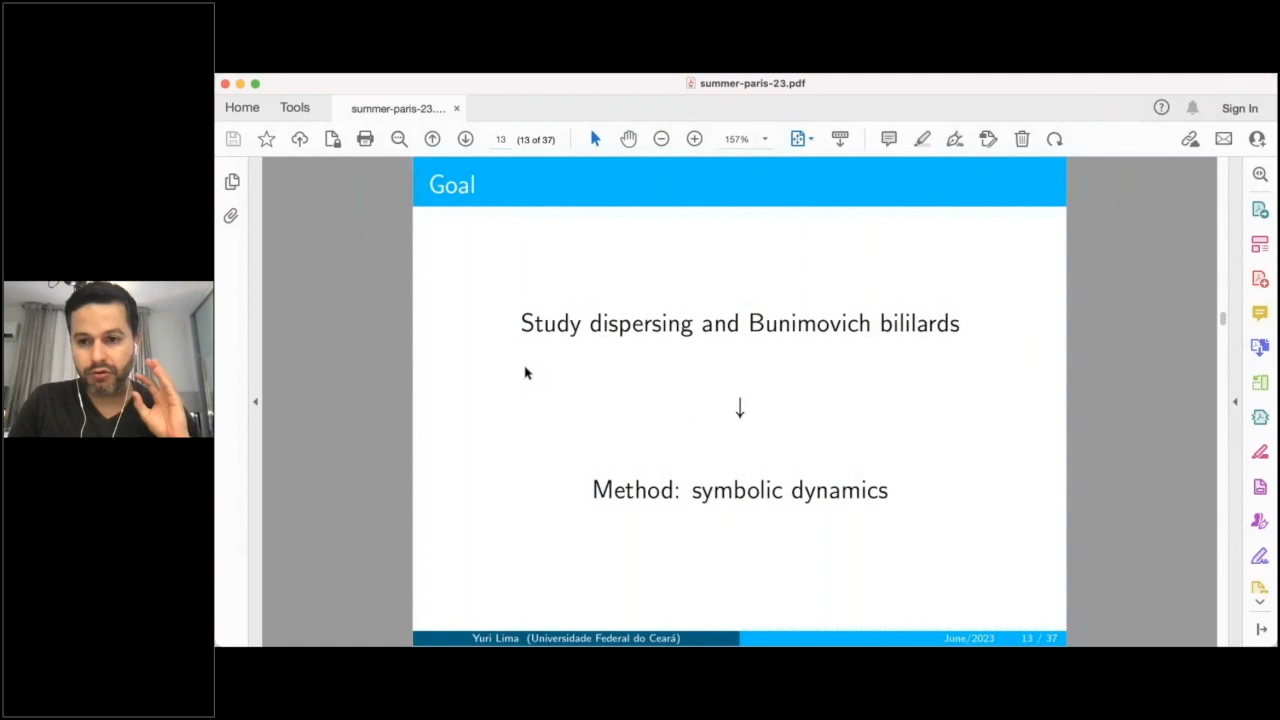 summer-paris-23.pdf
Home Tools summer-paris-23.... × Sign In
13 (13 of 37) 157%
Goal
Study dispersing and Bunimovich bililards
↓
Method: symbolic dynamics
Yuri Lima (Universidade Federal do Ceará) June/2023 13 / 37